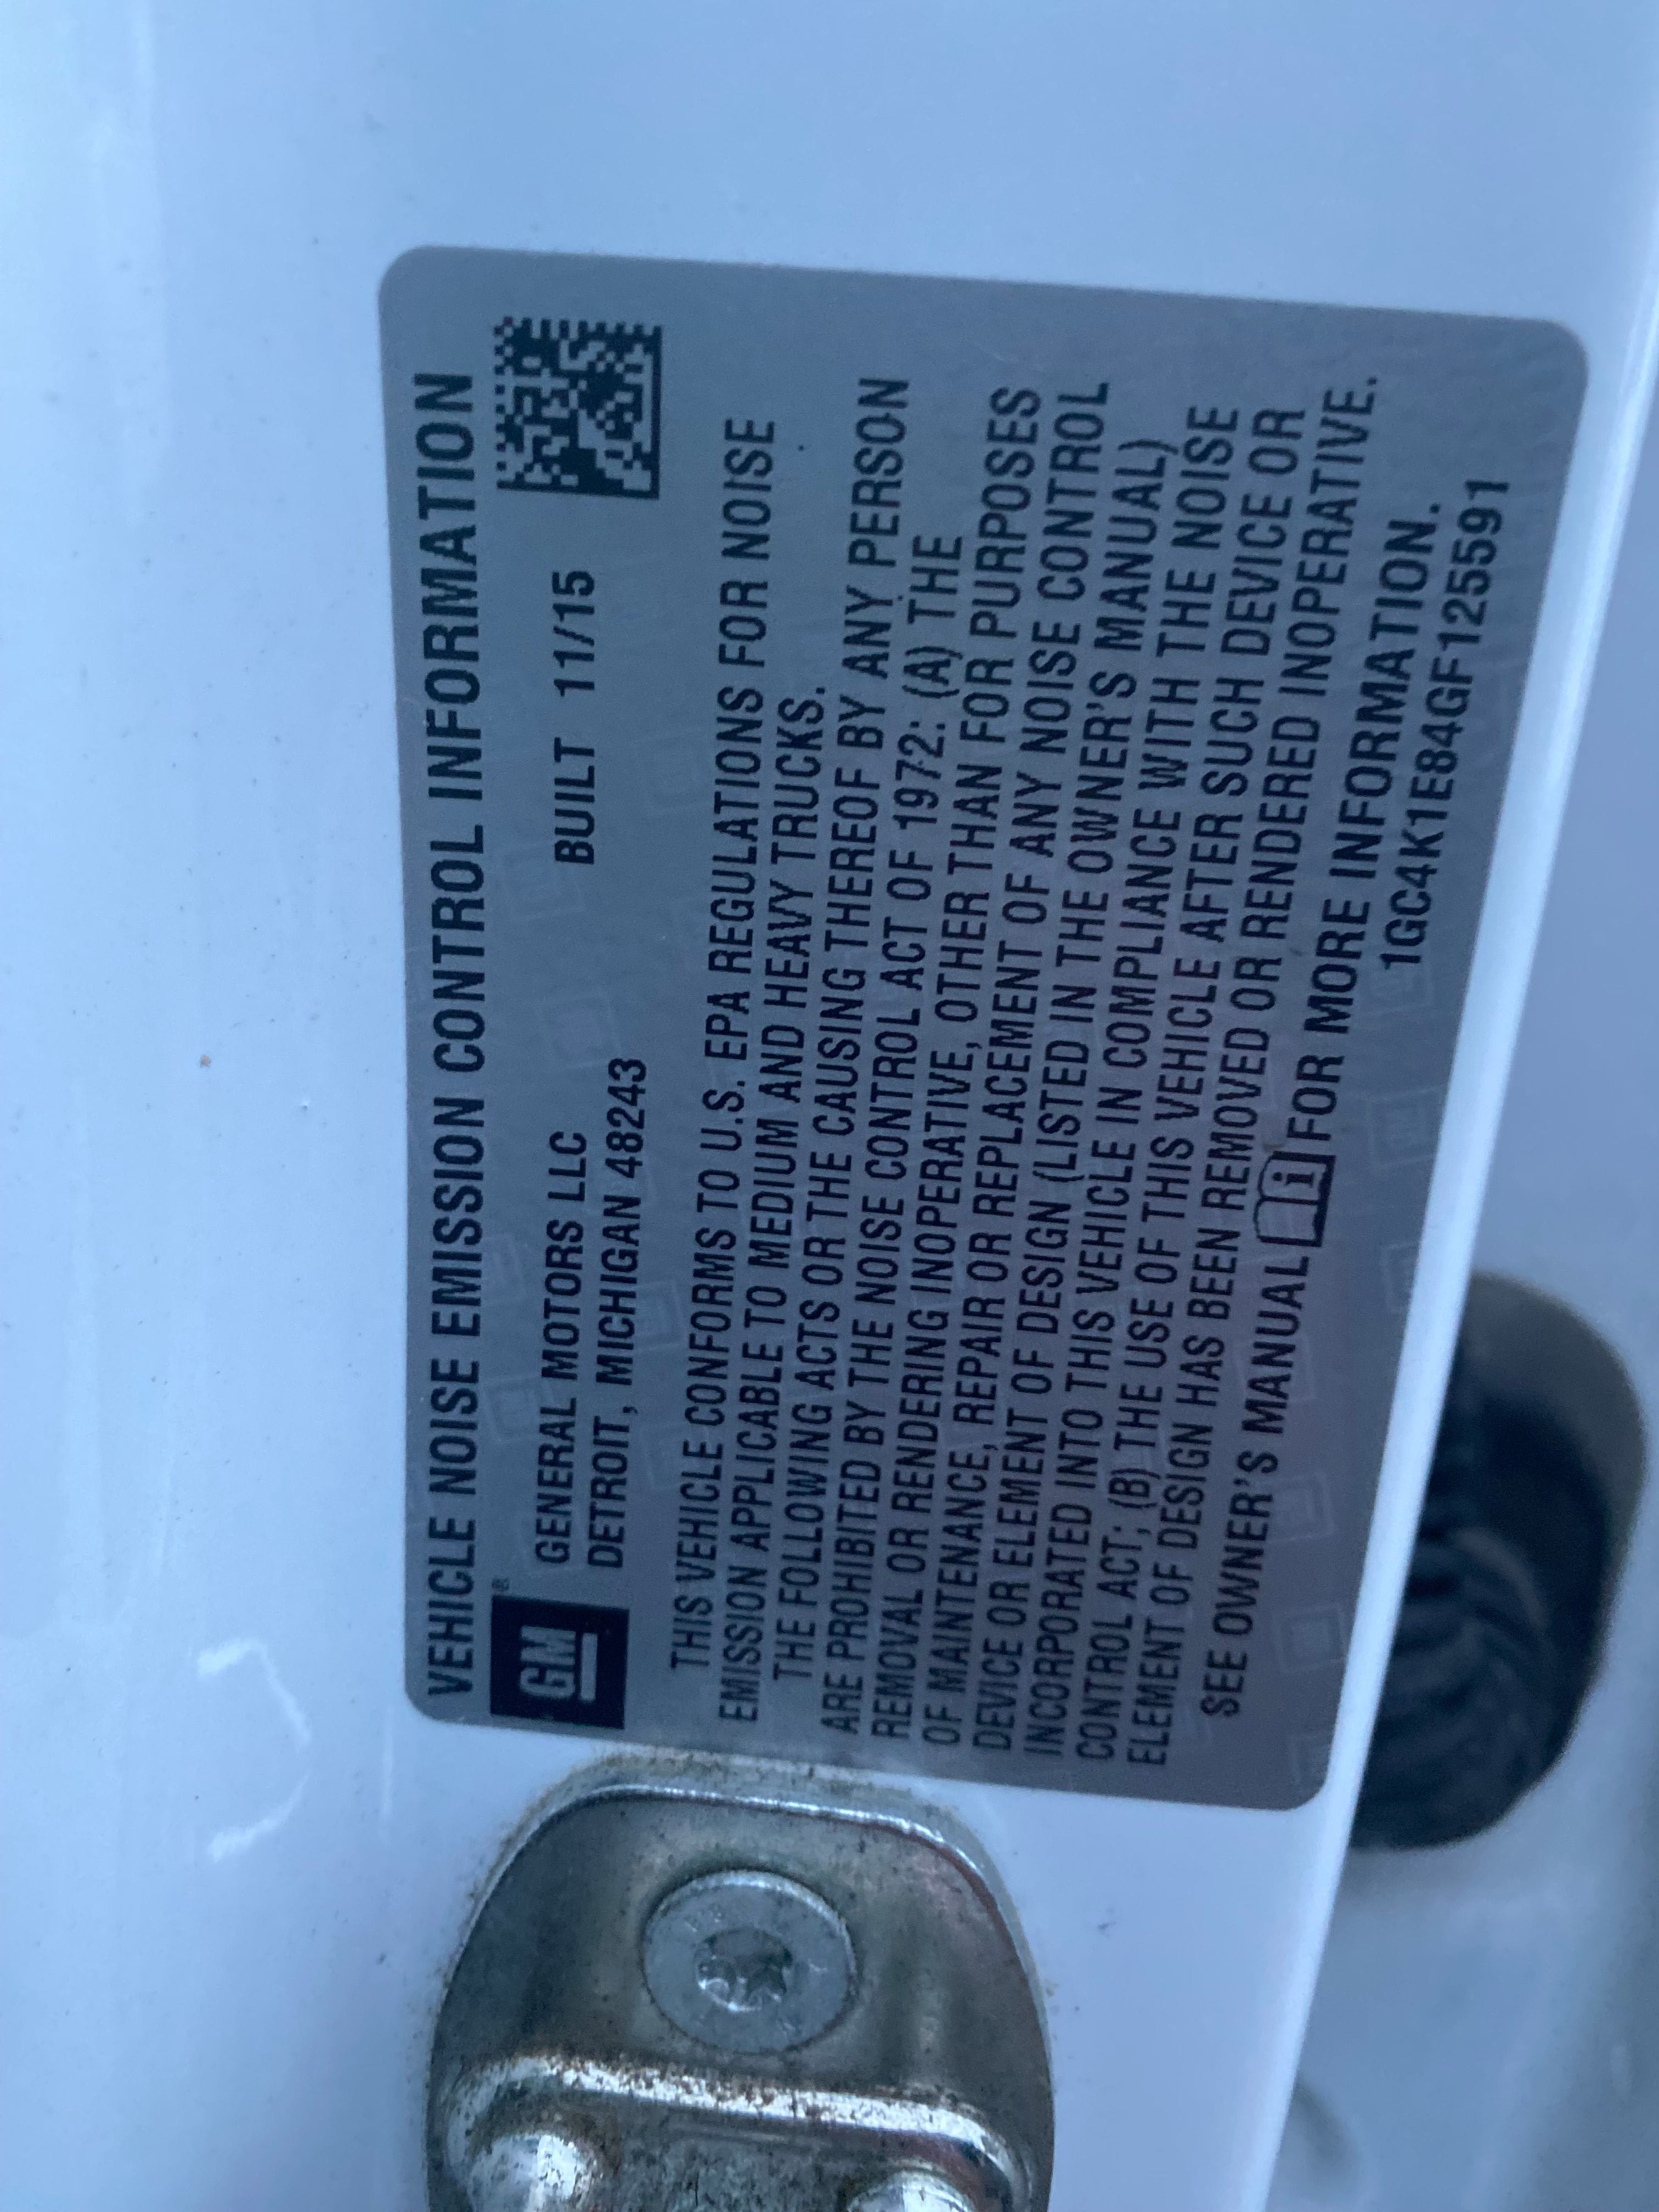 VEHICLE NOISE EMISSION CONTROL INFORMATION
GM®
GENERAL MOTORS LLC
DETROIT, MICHIGAN 48243
BUILT 11/15
THIS VEHICLE CONFORMS TO U.S. EPA REGULATIONS FOR NOISE
EMISSION APPLICABLE TO MEDIUM AND HEAVY TRUCKS.
THE FOLLOWING ACTS OR THE CAUSING THEREOF BY ANY PERSON
ARE PROHIBITED BY THE NOISE CONTROL ACT OF 1972: (A) THE
REMOVAL OR RENDERING INOPERATIVE, OTHER THAN FOR PURPOSES
OF MAINTENANCE, REPAIR OR REPLACEMENT OF ANY NOISE CONTROL
DEVICE OR ELEMENT OF DESIGN (LISTED IN THE OWNER'S MANUAL)
INCORPORATED INTO THIS VEHICLE IN COMPLIANCE WITH THE NOISE
CONTROL ACT; (B) THE USE OF THIS VEHICLE AFTER SUCH DEVICE OR
ELEMENT OF DESIGN HAS BEEN REMOVED OR RENDERED INOPERATIVE.
SEE OWNER'S MANUAL i FOR MORE INFORMATION.
1GC4K1E84GF125591